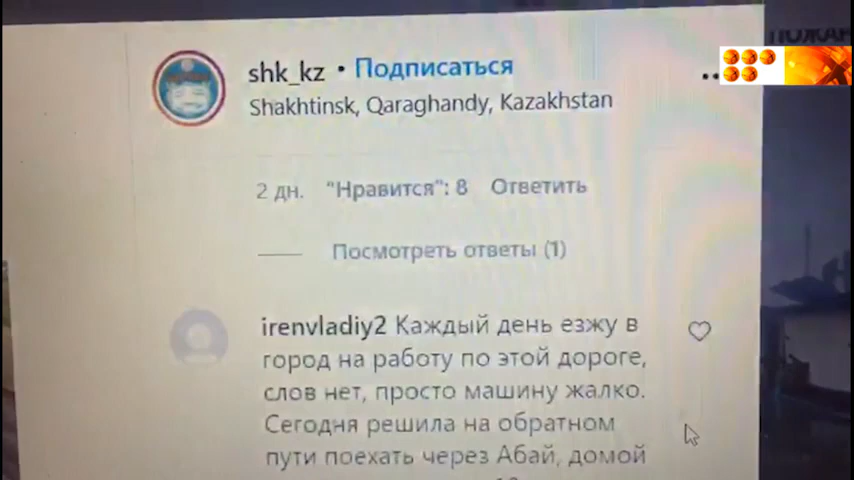 shk_kz • Подписаться
Shakhtinsk, Qaraghandy, Kazakhstan
2 дн. "Нравится": 8 Ответить
Посмотреть ответы (1)
irenvladiy2 Каждый день езжу в
город на работу по этой дороге,
слов нет, просто машину жалко.
Сегодня решила на обратном
пути поехать через Абай, домой